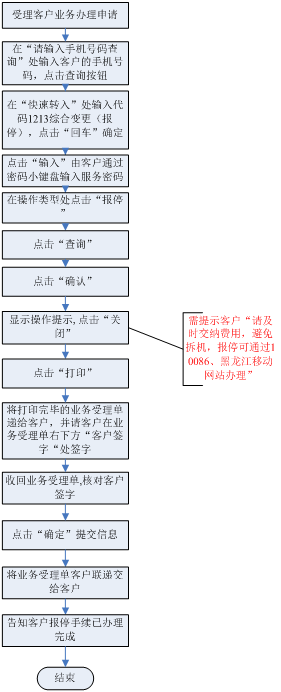 受理客户业务办理申请
在“请输入手机号码查
询”处输入客户的手机号
码，点击查询按钮
在“快速转入”处输入代
码1213综合变更（报
停），点击“回车”确定
点击“输入”由客户通过
密码小键盘输入服务密码
在操作类型处点击“报停
”
点击“查询”
点击“确认”
显示操作提示,点击“关
闭”
需提示客户“请及
时交纳费用，避免
拆机，报停可通过1
0086、黑龙江移动
网站办理”
点击“打印”
将打印完毕的业务受理单
递给客户，并请客户在业
务受理单右下方“客户签
字“处签字
收回业务受理单,核对客户
签字
点击“确定”提交信息
将业务受理单客户联递交
给客户
告知客户报停手续已办理
完成
结束